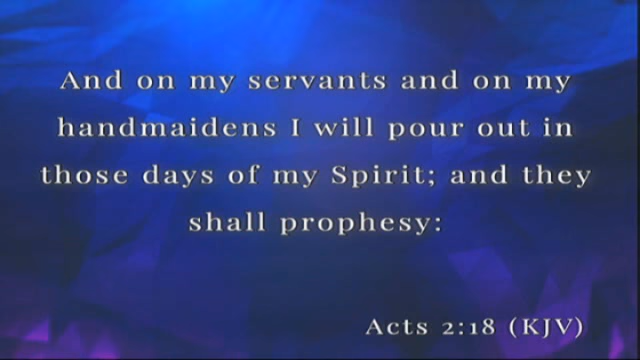 And on my servants and on my
handmaidens I will pour out in
those days of my Spirit; and they
shall prophesy:
Acts 2:18 (KJV)